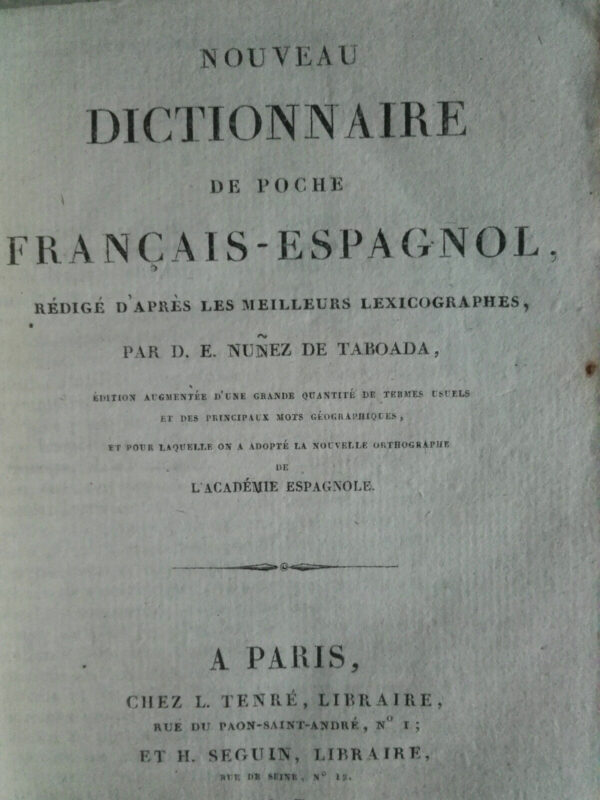 NOUVEAU
DICTIONNAIRE
DE POCHE
FRANÇAIS-ESPAGNOL,
RÉDIGÉ D'APRÈS LES MEILLEURS LEXICOGRAPHES,
PAR D. E. NUÑEZ DE TABOADA,
ÉDITION AUGMENTÉE D'UNE GRANDE QUANTITÉ DE TERMES USUELS
ET DES PRINCIPAUX MOTS GÉOGRAPHIQUES,
ET POUR LAQUELLE ON A ADOPTÉ LA NOUVELLE ORTHOGRAPHE
DE
L'ACADÉMIE ESPAGNOLE.
A PARIS,
CHEZ L. TENRÉ, LIBRAIRE,
RUE DU PAON-SAINT-ANDRÉ, Nº 1;
ET H. SEGUIN, LIBRAIRE,
RUE DE SEINE, Nº 12.